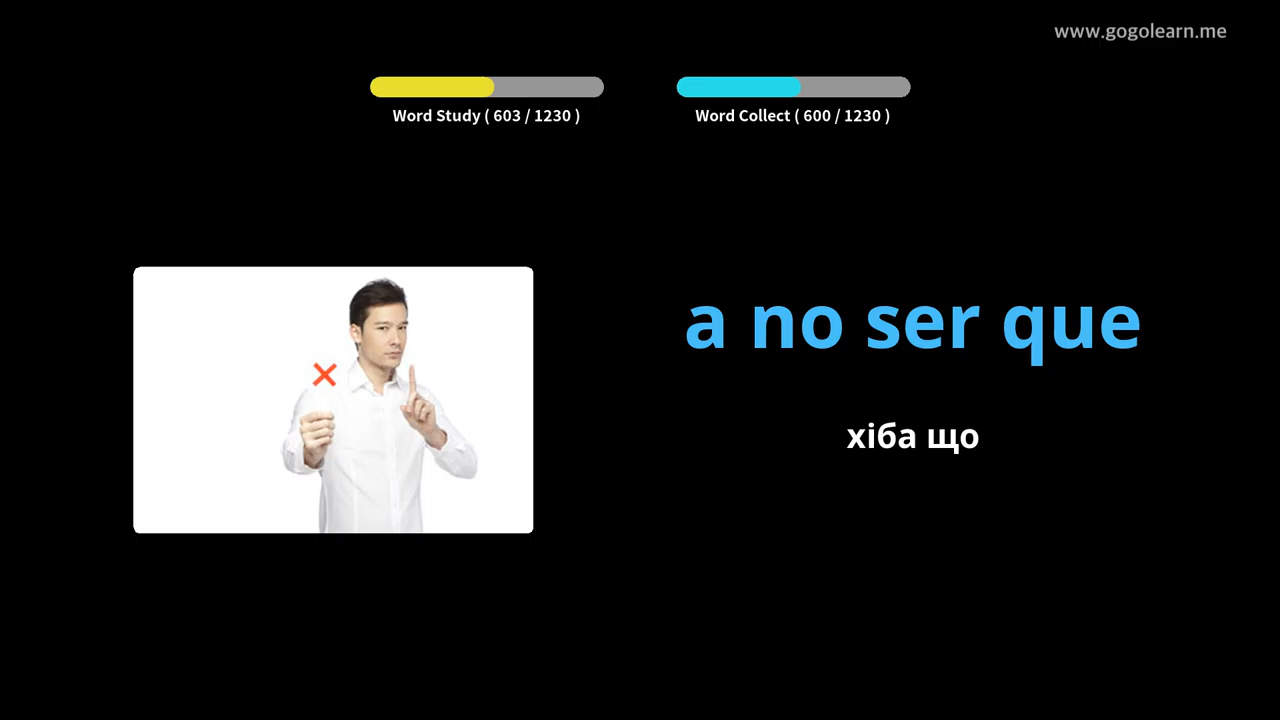 www.gogolearn.me
Word Study ( 603 / 1230 )
Word Collect ( 600 / 1230 )
a no ser que
хіба що